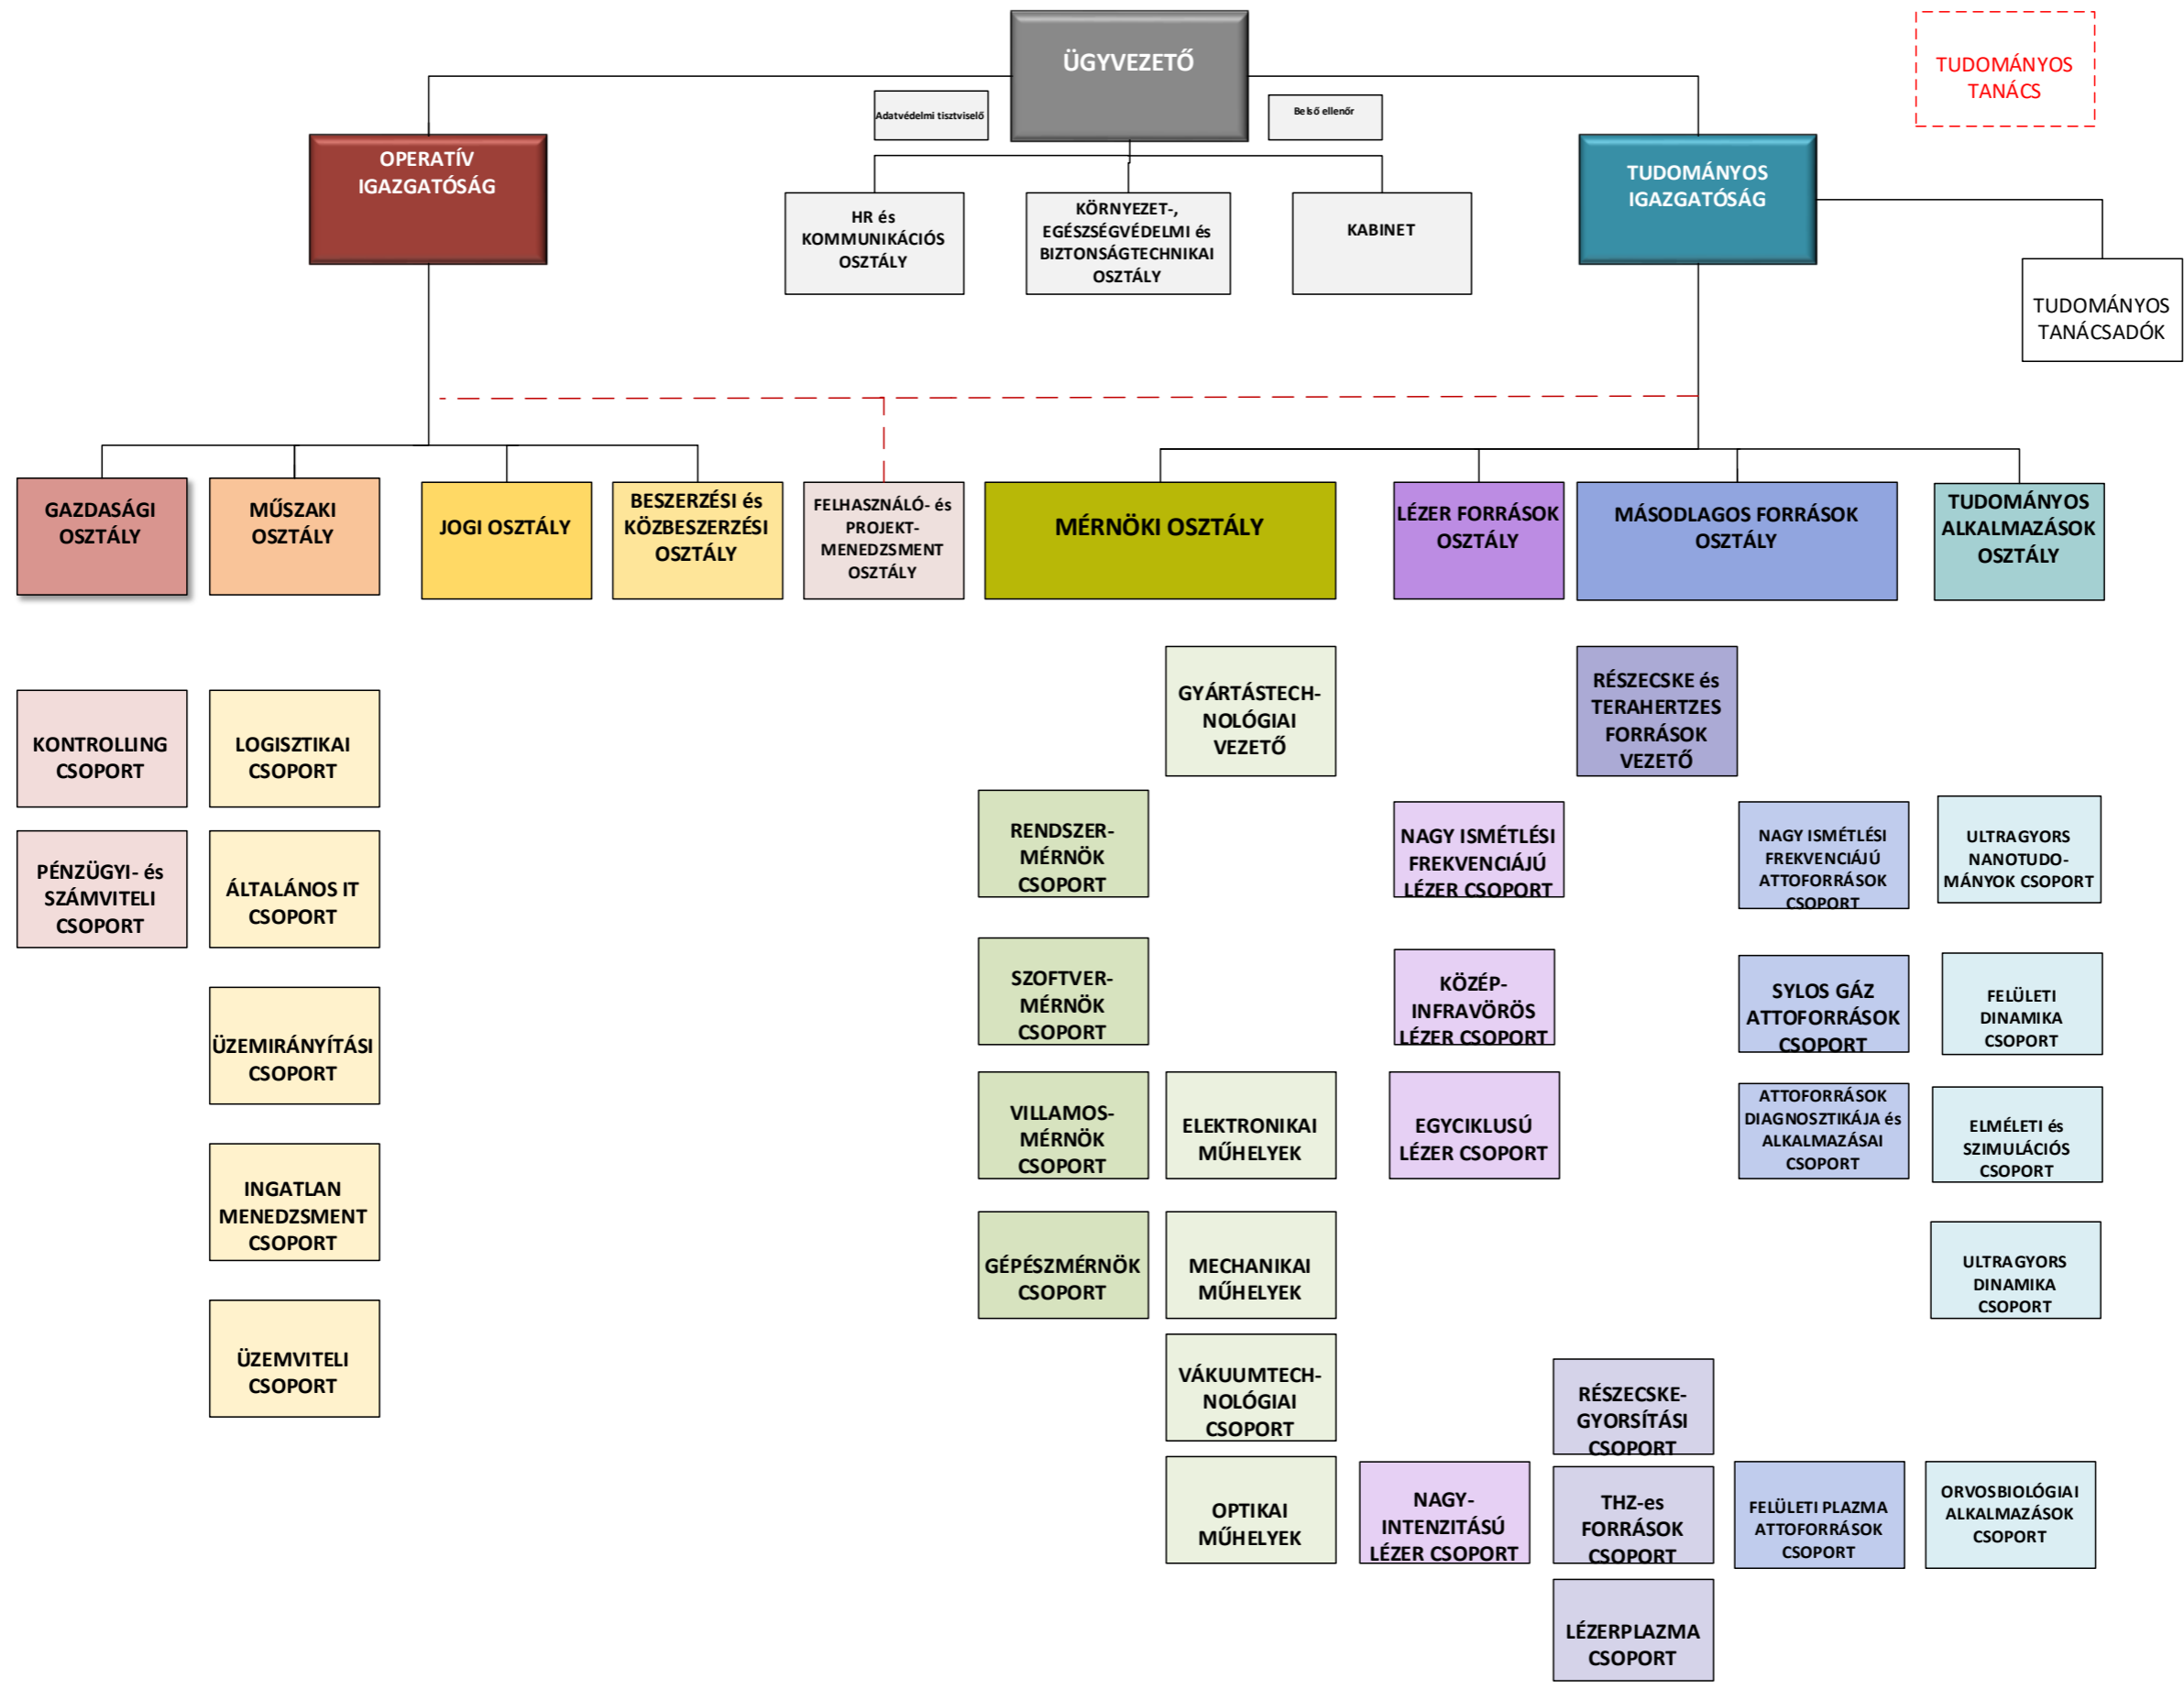 ÜGYVEZETŐ
TUDOMÁNYOS
TANÁCS
Adatvédelmi tisztviselő
Belső ellenőr
OPERATÍV
IGAZGATÓSÁG
TUDOMÁNYOS
IGAZGATÓSÁG
HR és
KOMMUNIKÁCIÓS
OSZTÁLY
KÖRNYEZET-,
EGÉSZSÉGVÉDELMI és
BIZTONSÁGTECHNIKAI
OSZTÁLY
KABINET
TUDOMÁNYOS
TANÁCSADÓK
GAZDASÁGI
OSZTÁLY
MŰSZAKI
OSZTÁLY
JOGI OSZTÁLY
BESZERZÉSI és
KÖZBESZERZÉSI
OSZTÁLY
FELHASZNÁLÓ- és
PROJEKT-
MENEDZSMENT
OSZTÁLY
MÉRNÖKI OSZTÁLY
LÉZER FORRÁSOK
OSZTÁLY
MÁSODLAGOS FORRÁSOK
OSZTÁLY
TUDOMÁNYOS
ALKALMAZÁSOK
OSZTÁLY
GYÁRTÁSTECH-
NOLÓGIAI
VEZETŐ
RÉSZECSKE és
TERAHERTZES
FORRÁSOK
VEZETŐ
KONTROLLING
CSOPORT
LOGISZTIKAI
CSOPORT
RENDSZER-
MÉRNÖK
CSOPORT
NAGY ISMÉTLÉSI
FREKVENCIÁJÚ
LÉZER CSOPORT
NAGY ISMÉTLÉSI
FREKVENCIÁJÚ
ATTOFORRÁSOK
CSOPORT
ULTRAGYORS
NANOTUDO-
MÁNYOK CSOPORT
PÉNZÜGYI- és
SZÁMVITELI
CSOPORT
ÁLTALÁNOS IT
CSOPORT
SZOFTVER-
MÉRNÖK
CSOPORT
KÖZÉP-
INFRAVÖRÖS
LÉZER CSOPORT
SYLOS GÁZ
ATTOFORRÁSOK
CSOPORT
FELÜLETI
DINAMIKA
CSOPORT
ÜZEMIRÁNYÍTÁSI
CSOPORT
VILLAMOS-
MÉRNÖK
CSOPORT
ELEKTRONIKAI
MŰHELYEK
EGYCIKLUSÚ
LÉZER CSOPORT
ATTOFORRÁSOK
DIAGNOSZTIKÁJA és
ALKALMAZÁSAI
CSOPORT
ELMÉLETI és
SZIMULÁCIÓS
CSOPORT
INGATLAN
MENEDZSMENT
CSOPORT
GÉPÉSZMÉRNÖK
CSOPORT
MECHANIKAI
MŰHELYEK
ULTRAGYORS
DINAMIKA
CSOPORT
ÜZEMVITELI
CSOPORT
VÁKUUMTECH-
NOLÓGIAI
CSOPORT
RÉSZECSKE-
GYORSÍTÁSI
CSOPORT
OPTIKAI
MŰHELYEK
NAGY-
INTENZITÁSÚ
LÉZER CSOPORT
THZ-es
FORRÁSOK
CSOPORT
FELÜLETI PLAZMA
ATTOFORRÁSOK
CSOPORT
ORVOSBIOLÓGIAI
ALKALMAZÁSOK
CSOPORT
LÉZERPLAZMA
CSOPORT